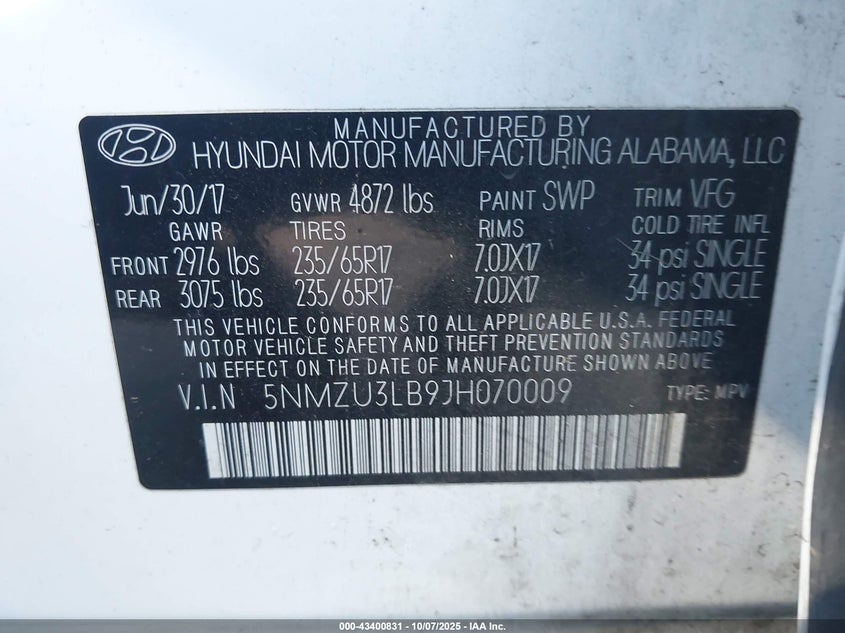 MANUFACTURED BY
HYUNDAI MOTOR MANUFACTURING ALABAMA, LLC
Jun/30/17 GVWR 4872 lbs PAINT SWP TRIM VFG
GAWR TIRES RIMS COLD TIRE INFL
FRONT 2976 lbs 235/65R17 7.0JX17 34 psi SINGLE
REAR 3075 lbs 235/65R17 7.0JX17 34 psi SINGLE
THIS VEHICLE CONFORMS TO ALL APPLICABLE U.S.A. FEDERAL
MOTOR VEHICLE SAFETY AND THEFT PREVENTION STANDARDS
IN EFFECT ON THE DATE OF MANUFACTURE SHOWN ABOVE
V.I.N 5NMZU3LB9JH070009 TYPE: MPV
000-43400831 - 10/07/2025 - IAA Inc.